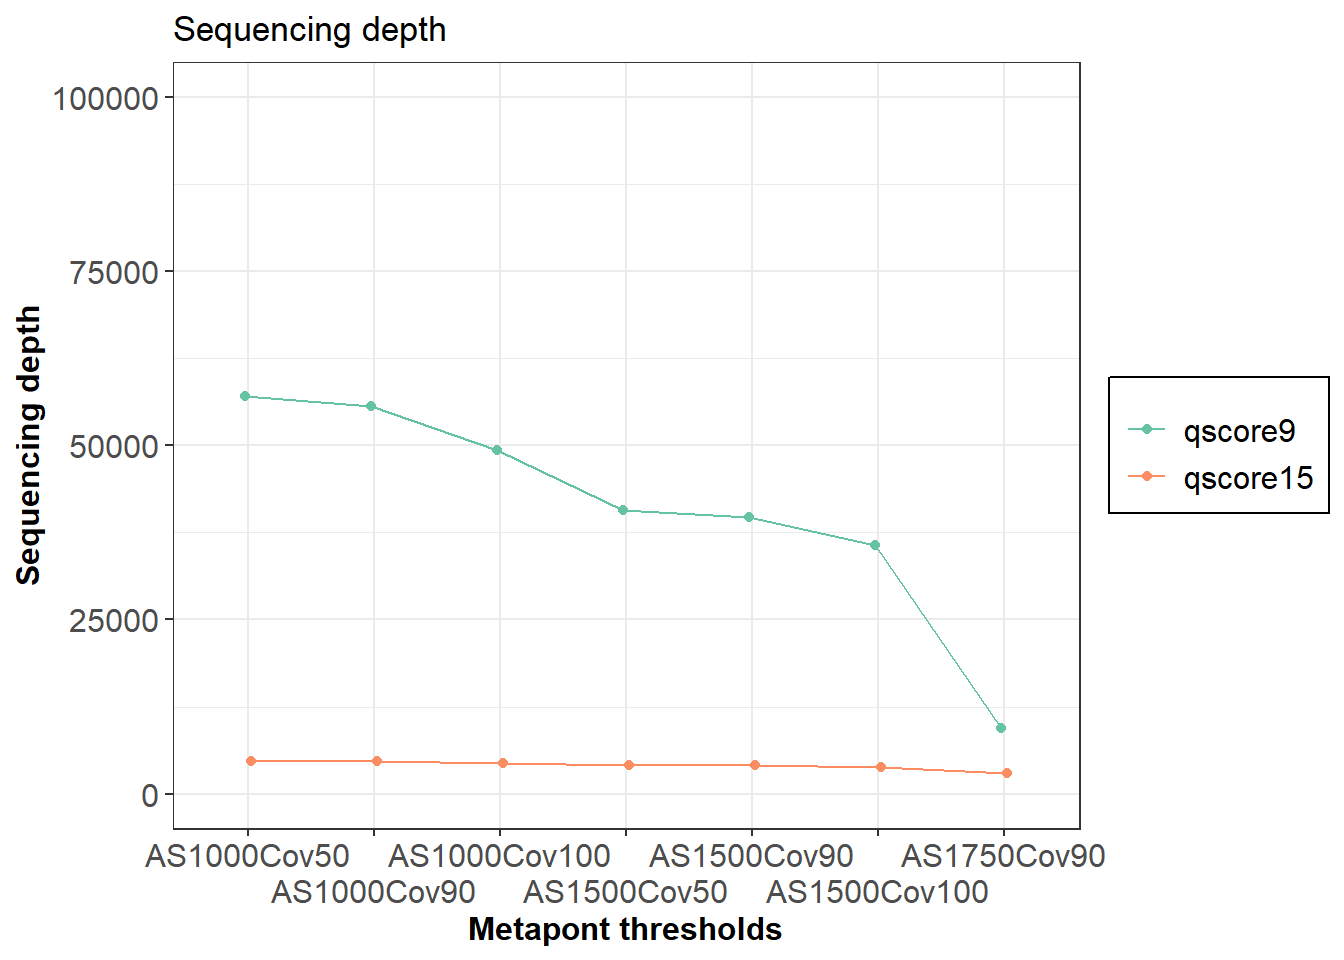 Sequencing depth
100000
75000
50000
25000
0
Sequencing depth
qscore9
qscore15
AS1000Cov50 AS1000Cov100 AS1500Cov90 AS1750Cov90
AS1000Cov90 AS1500Cov50 AS1500Cov100
Metapont thresholds